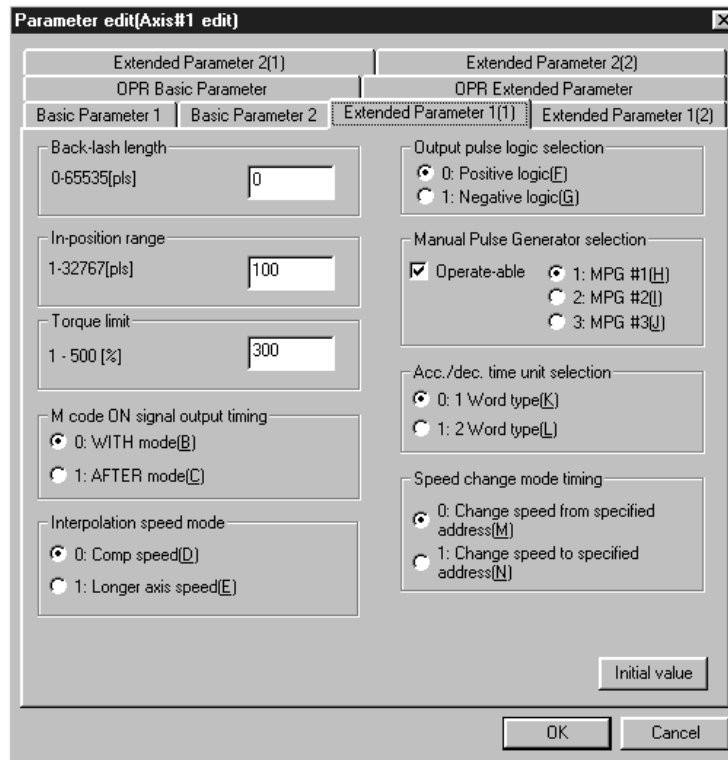 Parameter edit(Axis#1 edit)
Extended Parameter 2(1)
Extended Parameter 2(2)
OPR Basic Parameter
OPR Extended Parameter
Basic Parameter 1
Basic Parameter 2
Extended Parameter 1(1)
Extended Parameter 1(2)
Back-lash length
0-65535[pls]
0
In-position range
1-32767[pls]
100
Torque limit
1 - 500 [%]
300
M code ON signal output timing
0: WITH mode(B)
1: AFTER mode(C)
Interpolation speed mode
0: Comp speed(D)
1: Longer axis speed(E)
Output pulse logic selection
0: Positive logic(F)
1: Negative logic(G)
Manual Pulse Generator selection
Operate-able
1: MPG #1(H)
2: MPG #2(I)
3: MPG #3(J)
Acc./dec. time unit selection
0: 1 Word type(K)
1: 2 Word type(L)
Speed change mode timing
0: Change speed from specified
address(M)
1: Change speed to specified
address(N)
Initial value
OK
Cancel